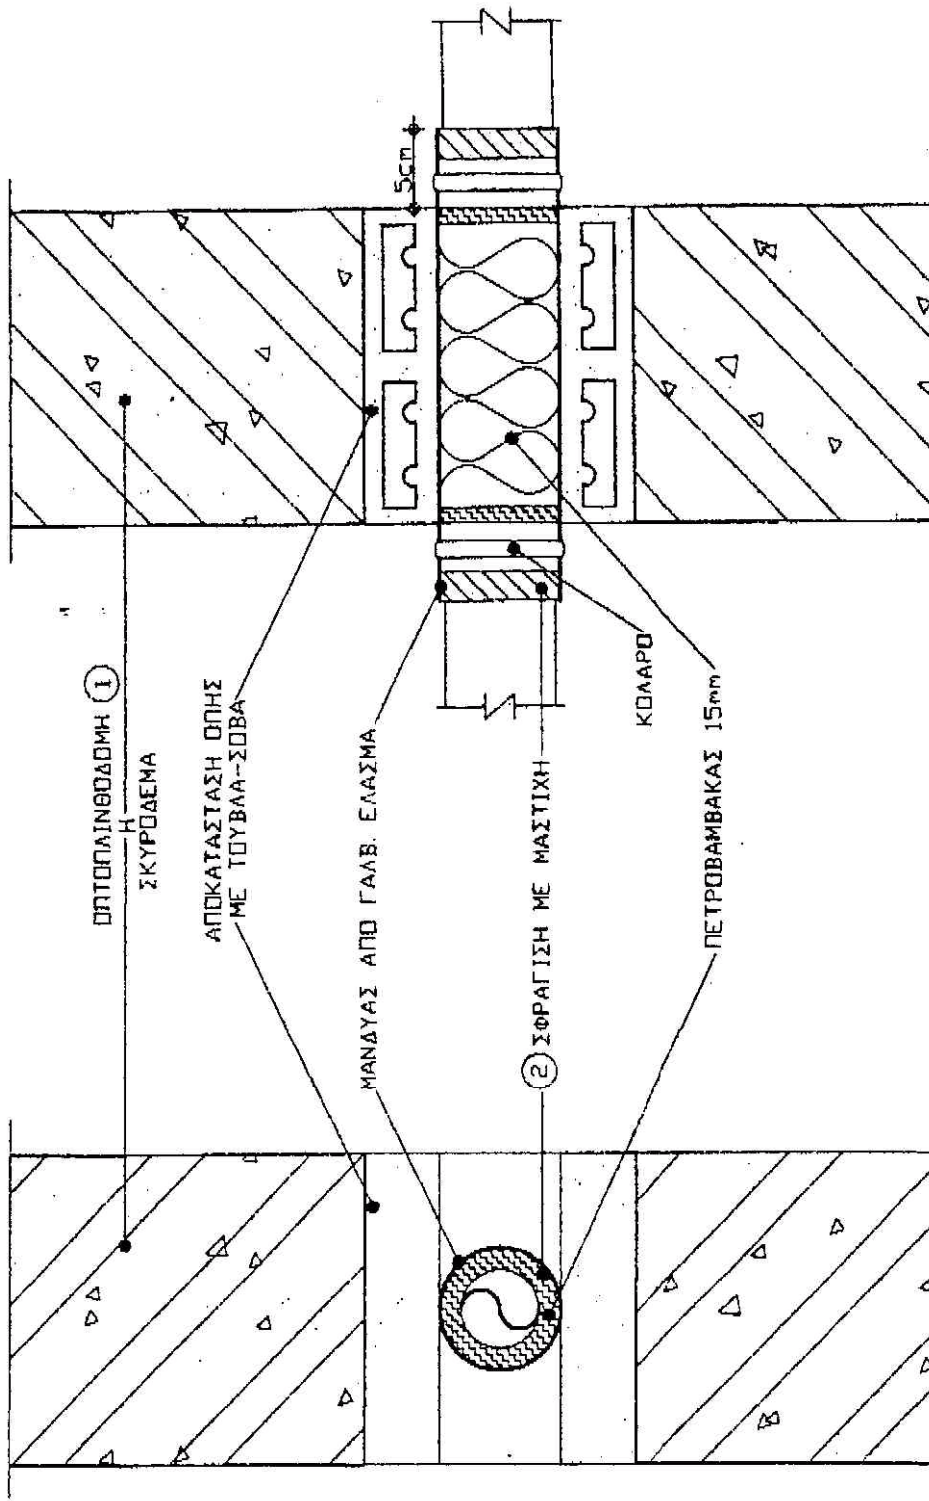 ΟΠΤΟΠΛΙΝΘΟΔΟΜΗ 1
Η
ΣΚΥΡΟΔΕΜΑ
ΑΠΟΚΑΤΑΣΤΑΣΗ ΟΠΗΣ
ΜΕ ΤΟΥΒΛΑ-ΣΟΒΑ
ΜΑΝΔΥΑΣ ΑΠΟ ΓΑΛΒ. ΕΛΑΣΜΑ
2 ΣΦΡΑΓΙΣΗ ΜΕ ΜΑΣΤΙΧΗ
ΚΟΛΑΡΟ
ΠΕΤΡΟΒΑΜΒΑΚΑΣ 15mm
5cm